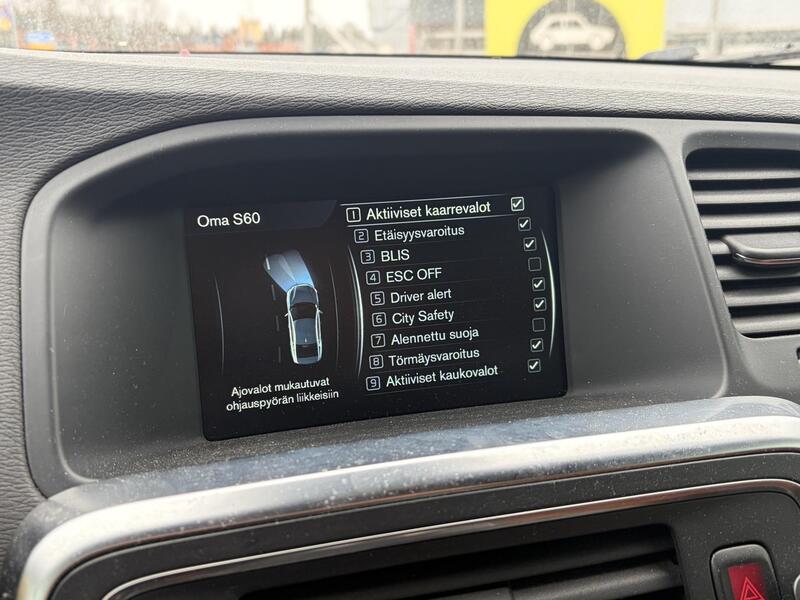 Oma S60
1 Aktiiviset kaarrevalot
2 Etäisyysvaroitus
3 BLIS
4 ESC OFF
5 Driver alert
6 City Safety
7 Alennettu suoja
8 Törmäysvaroitus
9 Aktiiviset kaukovalot
Ajovalot mukautuvat
ohjauspyörän liikkeisiin